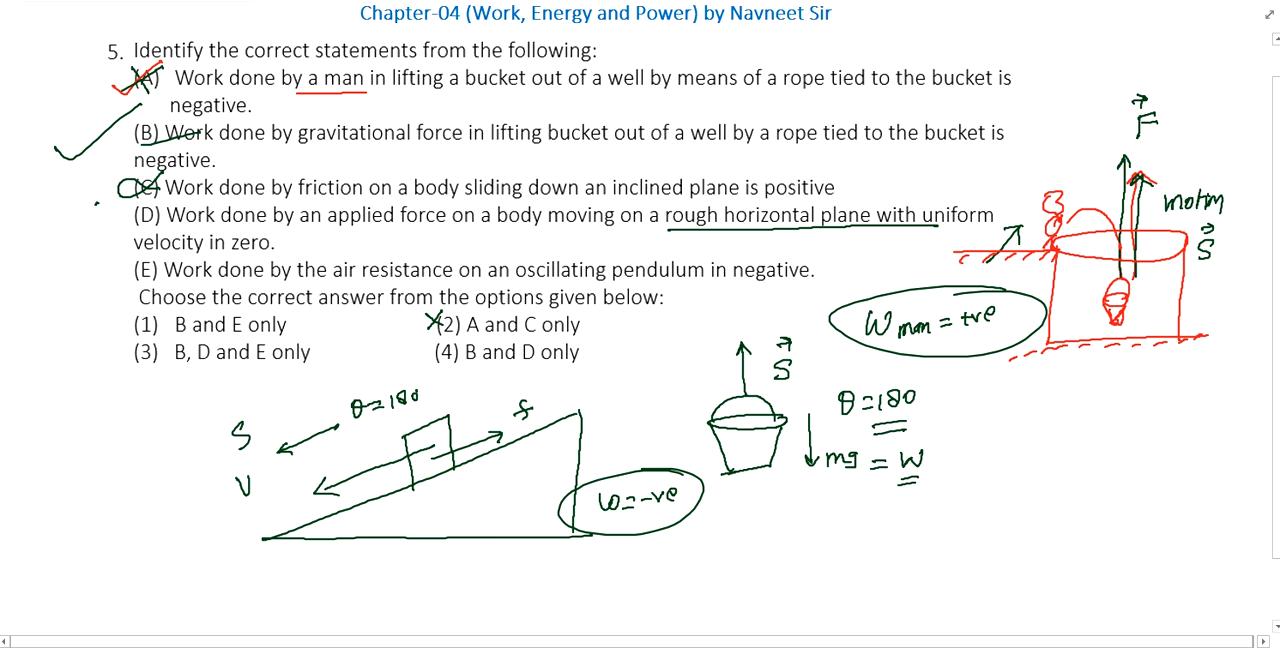 Chapter-04 (Work, Energy and Power) by Navneet Sir
5. Identify the correct statements from the following:
(A) Work done by a man in lifting a bucket out of a well by means of a rope tied to the bucket is
negative.
(B) Work done by gravitational force in lifting bucket out of a well by a rope tied to the bucket is
negative.
(C) Work done by friction on a body sliding down an inclined plane is positive
(D) Work done by an applied force on a body moving on a rough horizontal plane with uniform
velocity in zero.
(E) Work done by the air resistance on an oscillating pendulum in negative.
Choose the correct answer from the options given below:
(1) B and E only
(2) A and C only
(3) B, D and E only
(4) B and D only
F
S
W man = +ve
S
θ = 180
mg = W
θ = 180
f
S
V
W = -ve